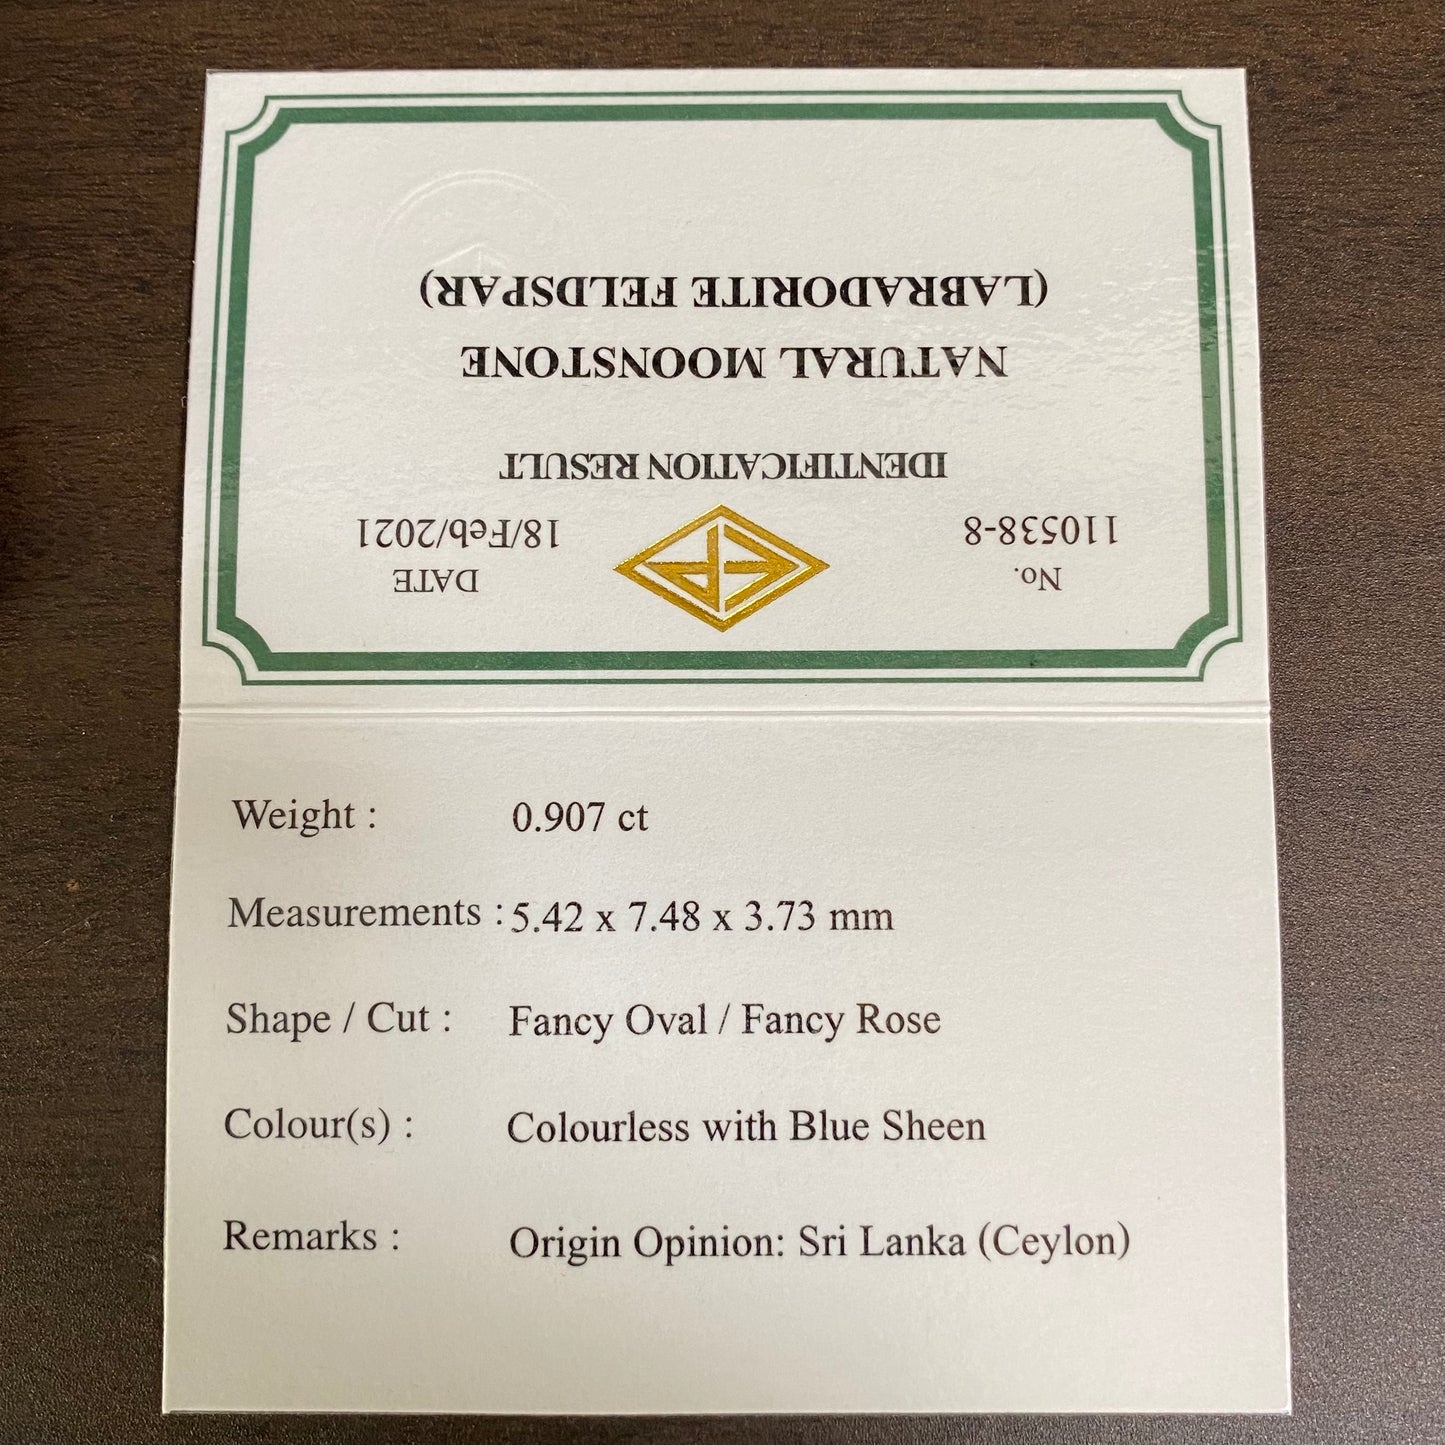 No.
110538-8
DATE
18/Feb/2021
IDENTIFICATION RESULT
NATURAL MOONSTONE
(LABRADORITE FELDSPAR)
Weight : 0.907 ct
Measurements : 5.42 x 7.48 x 3.73 mm
Shape / Cut : Fancy Oval / Fancy Rose
Colour(s) : Colourless with Blue Sheen
Remarks : Origin Opinion: Sri Lanka (Ceylon)